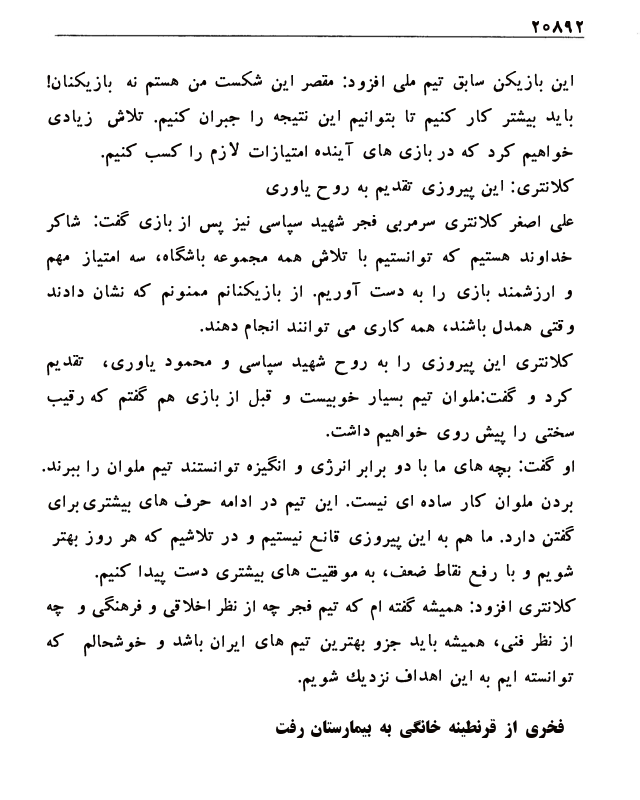 ۲۰۸۹۲
این بازیکن سابق تیم ملی افزود: مقصر این شکست من هستم نه بازیکنان!
باید بیشتر کار کنیم تا بتوانیم این نتیجه را جبران کنیم. تلاش زیادی
خواهیم کرد که در بازی های آینده امتیازات لازم را کسب کنیم.
کلانتری: این پیروزی تقدیم به روح یاوری
علی اصغر کلانتری سرمربی فجر شهید سپاسی نیز پس از بازی گفت: شاکر
خداوند هستیم که توانستیم با تلاش همه مجموعه باشگاه، سه امتیاز مهم
و ارزشمند بازی را به دست آوریم. از بازیکنانم ممنونم که نشان دادند
وقتی همدل باشند، همه کاری می توانند انجام دهند.
کلانتری این پیروزی را به روح شهید سپاسی و محمود یاوری، تقدیم
کرد و گفت:ملوان تیم بسیار خوبیست و قبل از بازی هم گفتم که رقیب
سختی را پیش روی خواهیم داشت.
او گفت: بچه های ما با دو برابر انرژی و انگیزه توانستند تیم ملوان را ببرند.
بردن ملوان کار ساده ای نیست. این تیم در ادامه حرف های بیشتری برای
گفتن دارد. ما هم به این پیروزی قانع نیستیم و در تلاشیم که هر روز بهتر
شویم و با رفع نقاط ضعف، به موفقیت های بیشتری دست پیدا کنیم.
کلانتری افزود: همیشه گفته ام که تیم فجر چه از نظر اخلاقی و فرهنگی و چه
از نظر فنی، همیشه باید جزو بهترین تیم های ایران باشد و خوشحالم که
توانسته ایم به این اهداف نزدیك شویم.
فخری از قرنطینه خانگی به بیمارستان رفت